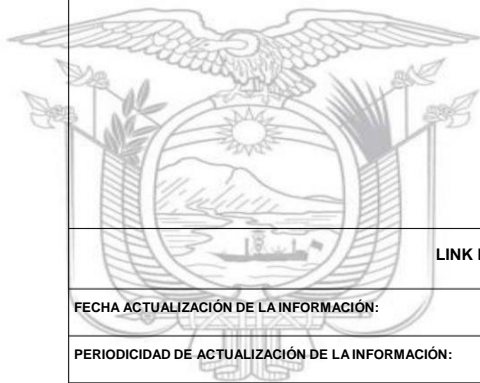 LINK
FECHA ACTUALIZACIÓN DE LA INFORMACIÓN:
PERIODICIDAD DE ACTUALIZACIÓN DE LA INFORMACIÓN: